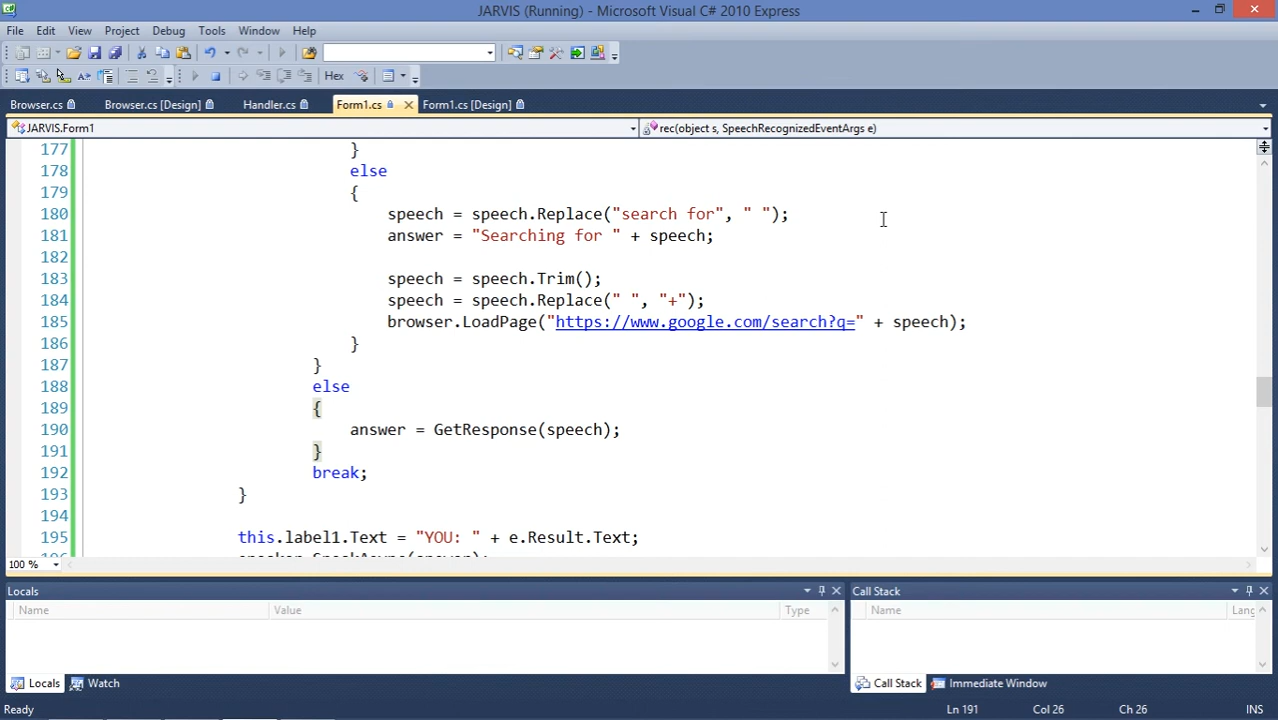 JARVIS (Running) - Microsoft Visual C# 2010 Express
File Edit View Project Debug Tools Window Help
Hex
Browser.cs Browser.cs [Design] Handler.cs Form1.cs Form1.cs [Design]
JARVIS.Form1 rec(object s, SpeechRecognizedEventArgs e)
177 }
178 else
179 {
180 speech = speech.Replace("search for", " ");
181 answer = "Searching for " + speech;
182
183 speech = speech.Trim();
184 speech = speech.Replace(" ", "+");
185 browser.LoadPage("https://www.google.com/search?q=" + speech);
186 }
187 }
188 else
189 {
190 answer = GetResponse(speech);
191 }
192 break;
193 }
194
195 this.label1.Text = "YOU: " + e.Result.Text;
100 %
Locals Call Stack
Name Value Type Name Lang
Locals Watch Call Stack Immediate Window
Ready Ln 191 Col 26 Ch 26 INS